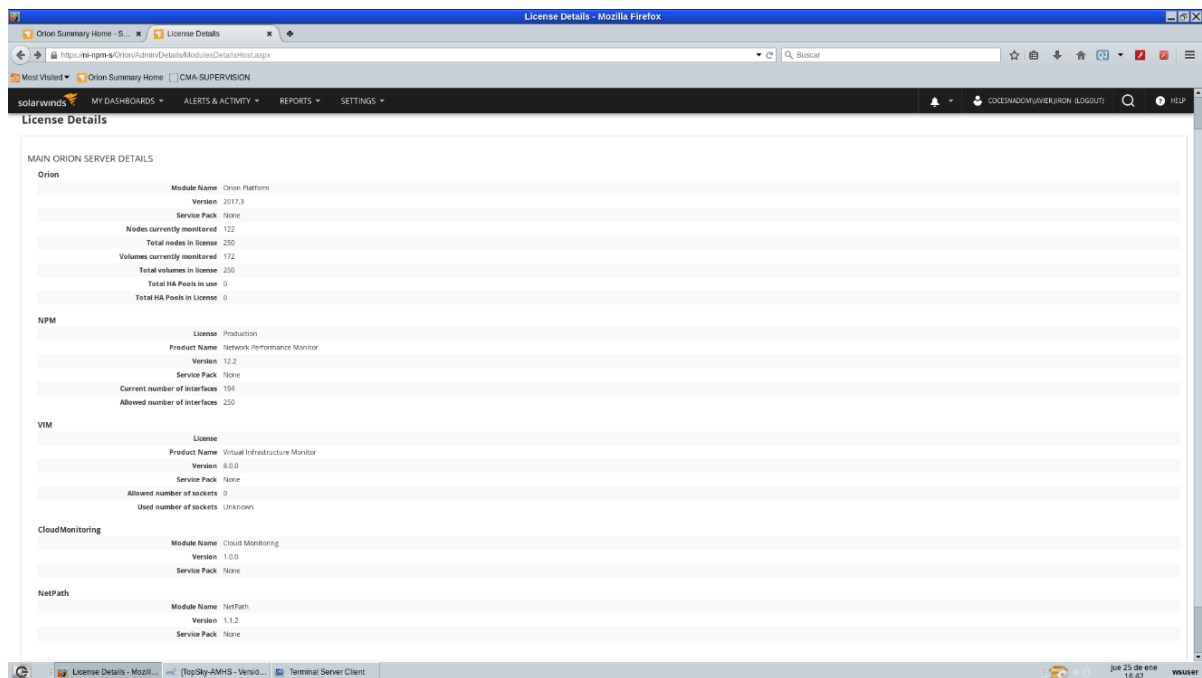 License Details - Mozilla Firefox
Orion Summary Home - S... License Details
https://ni-npm-s/Orion/Admin/Details/ModulesDetailsHost.aspx Buscar
Most Visited Orion Summary Home CMA-SUPERVISION
solarwinds MY DASHBOARDS ALERTS & ACTIVITY REPORTS SETTINGS COCESNADOM\JAVIER.JIRON (LOGOUT) HELP
License Details
MAIN ORION SERVER DETAILS
Orion
Module Name Orion Platform
Version 2017.3
Service Pack None
Nodes currently monitored 122
Total nodes in license 250
Volumes currently monitored 172
Total volumes in license 250
Total HA Pools in use 0
Total HA Pools in License 0
NPM
License Production
Product Name Network Performance Monitor
Version 12.2
Service Pack None
Current number of interfaces 194
Allowed number of interfaces 250
VIM
License
Product Name Virtual Infrastructure Monitor
Version 8.0.0
Service Pack None
Allowed number of sockets 0
Used number of sockets Unknown
CloudMonitoring
Module Name Cloud Monitoring
Version 1.0.0
Service Pack None
NetPath
Module Name NetPath
Version 1.1.2
Service Pack None
License Details - Mozill... [TopSky-AMHS - Versió... Terminal Server Client jue 25 de ene
16:42 wsuser